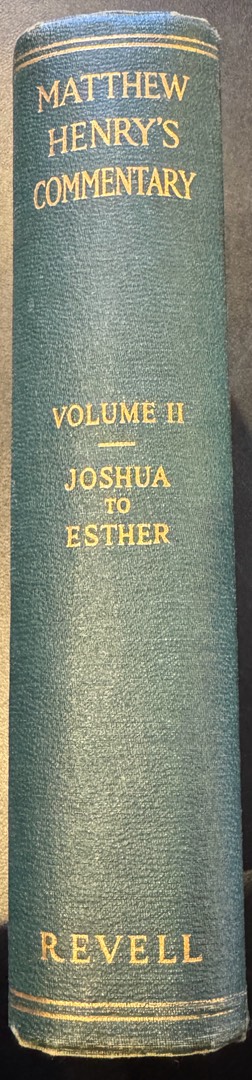 MATTHEW
HENRY'S
COMMENTARY
VOLUME II
JOSHUA
TO
ESTHER
REVELL